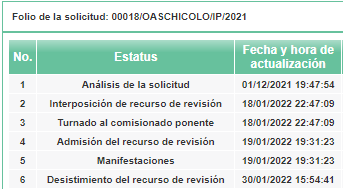 Folio de la solicitud: 00018/OASCHICOLO/IP/2021
No. Estatus Fecha y hora de actualización
1 Análisis de la solicitud 01/12/2021 19:47:54
2 Interposición de recurso de revisión 18/01/2022 22:47:09
3 Turnado al comisionado ponente 18/01/2022 22:47:09
4 Admisión del recurso de revisión 19/01/2022 19:31:23
5 Manifestaciones 19/01/2022 19:31:23
6 Desistimiento del recurso de revisión 30/01/2022 15:54:41